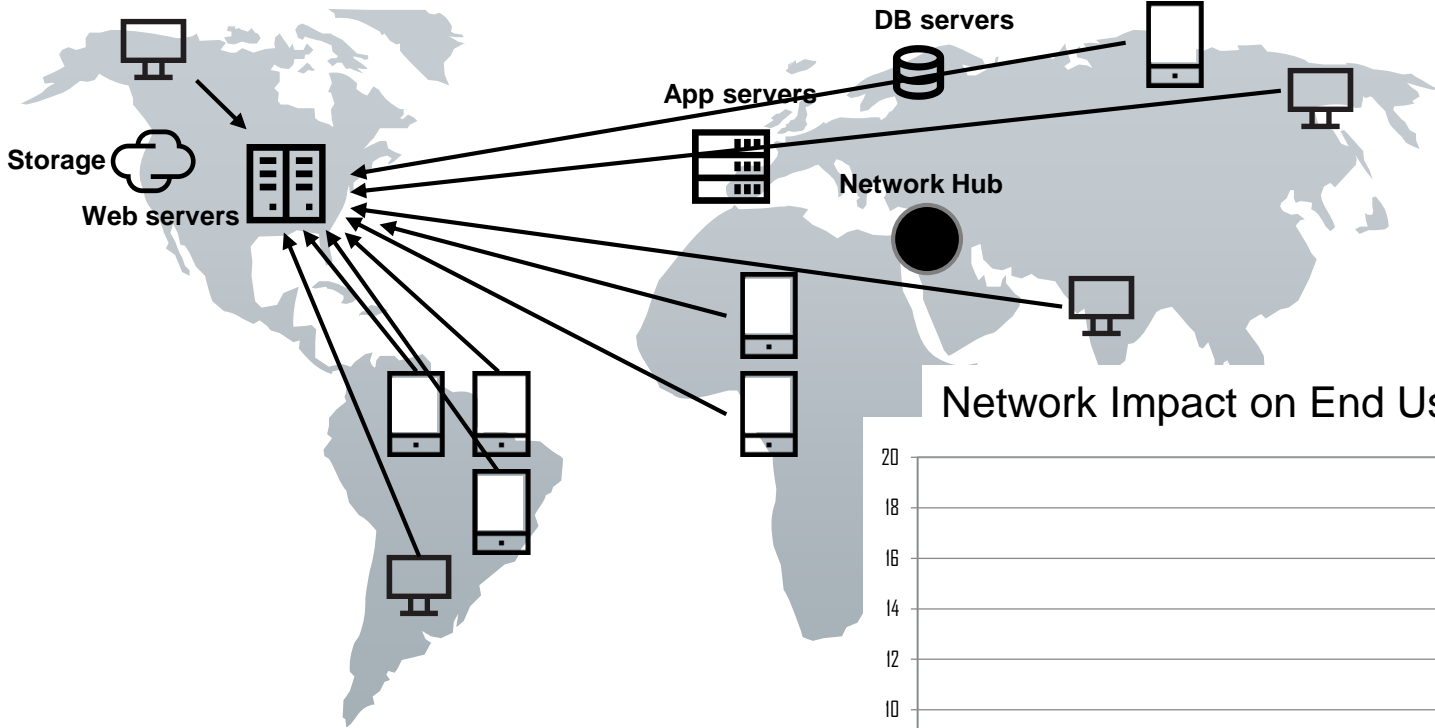 DB servers
App servers
Storage
Network Hub
Web servers
Network Impact on End Us
20
18
16
14
12
10